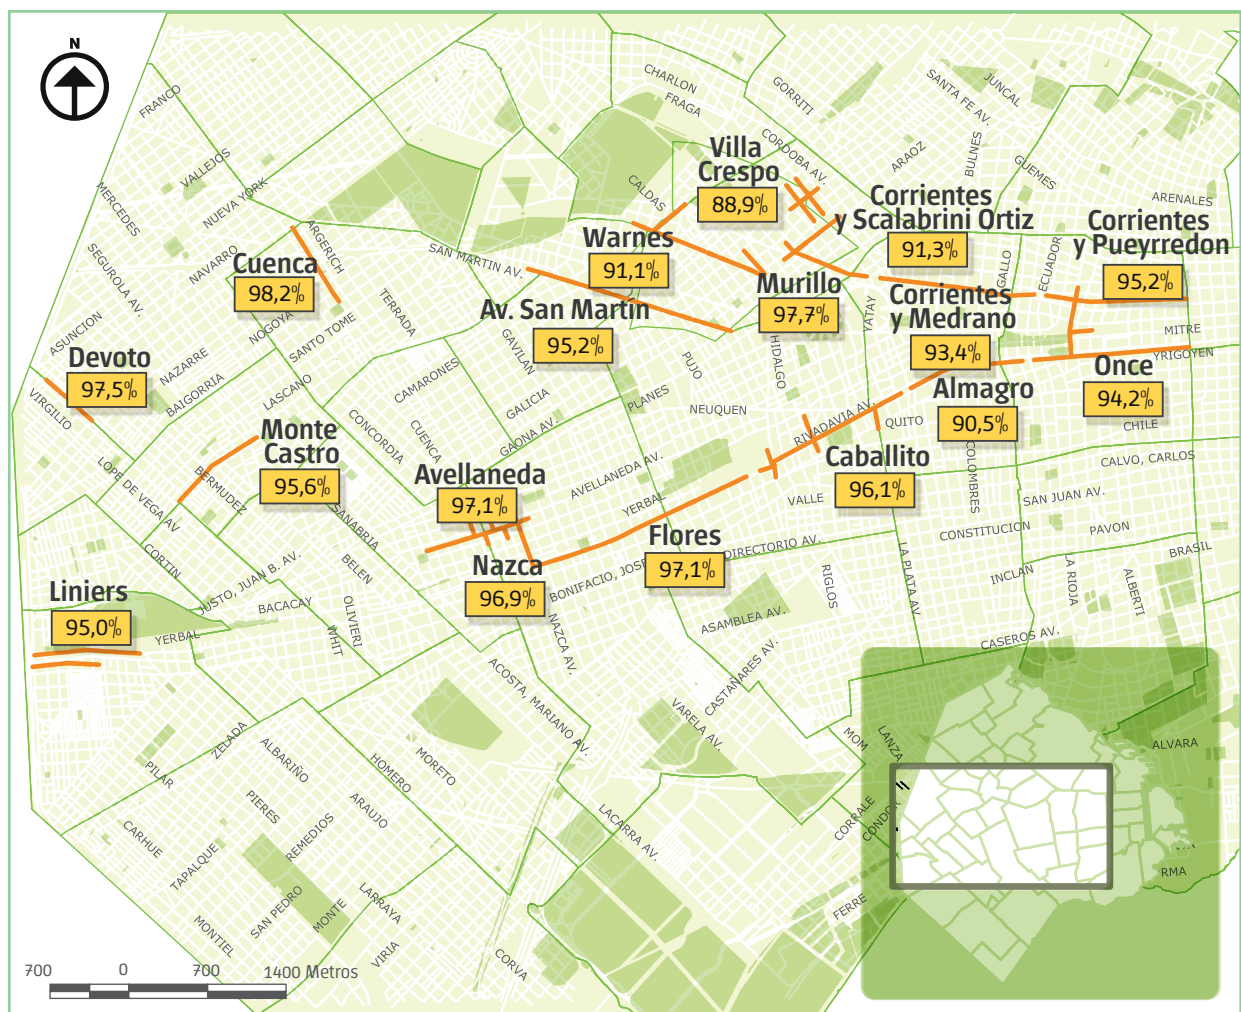 N
FRANCO
CHARLON
FRAGA
GORRITI
SANTA FE AV.
JUNCAL
VALLEJOS
NUEVA YORK
MERCEDES
CORDOBA AV.
ARAOZ
BULNES
GUEMES
ARENALES
CALDAS
Villa
Crespo
88,9%
Corrientes
y Scalabrini Ortiz
91,3%
Corrientes
y Pueyrredon
95,2%
ARGERICH
NAVARRO
SEGUROLA AV.
SAN MARTIN AV.
Warnes
91,1%
Cuenca
98,2%
GALLO
ECUADOR
Murillo
97,7%
YATAY
Corrientes
y Medrano
93,4%
Av. San Martín
95,2%
TERRADA
NOGOYA
SANTO TOME
ASUNCION
GAVILAN
HIDALGO
MITRE
YRIGOYEN
Devoto
97,5%
NAZARRE
BAIGORRIA
LASCANO
VIRGILIO
CAMARONES
GALICIA
PUJO
PLANES
NEUQUEN
Once
94,2%
Almagro
90,5%
CHILE
QUITO
RIVADAVIA AV.
CONCORDIA
CUENCA
GAONA AV.
Monte
Castro
95,6%
BERMUDEZ
LOPE DE VEGA AV
Avellaneda
97,1%
AVELLANEDA AV.
YERBAL
Caballito
96,1%
VALLE
COLOMBRES
CALVO, CARLOS
SAN JUAN AV.
CONSTITUCION
PAVON
BRASIL
SANABRIA
BELEN
CORTIN
JUSTO, JUAN B. AV.
Flores
97,1%
DIRECTORIO AV.
Nazca
96,9%
BONIFACIO, JOSE
LA PLATA AV.
RIGLOS
INCLAN
LA RIOJA
ALBERTI
Liniers
95,0%
YERBAL
BACACAY
OLIVIERI
WHIT
NAZCA AV.
ASAMBLEA AV.
CASEROS AV.
CASTAÑARES AV.
ACOSTA, MARIANO AV.
VARELA AV.
MOM
LANZA
ALVARA
ZELADA
ALBARIÑO
PILAR
HOMERO
MORETO
PIERES
ARAUJO
REMEDIOS
CARHUE
TAPALQUE
LACARRA AV.
CORRALE
CONDOR
RMA
SAN PEDRO
MONTE
LARRAYA
MONTIEL
VIRIA
CORVA
FERRE
700 0 700 1400 Metros